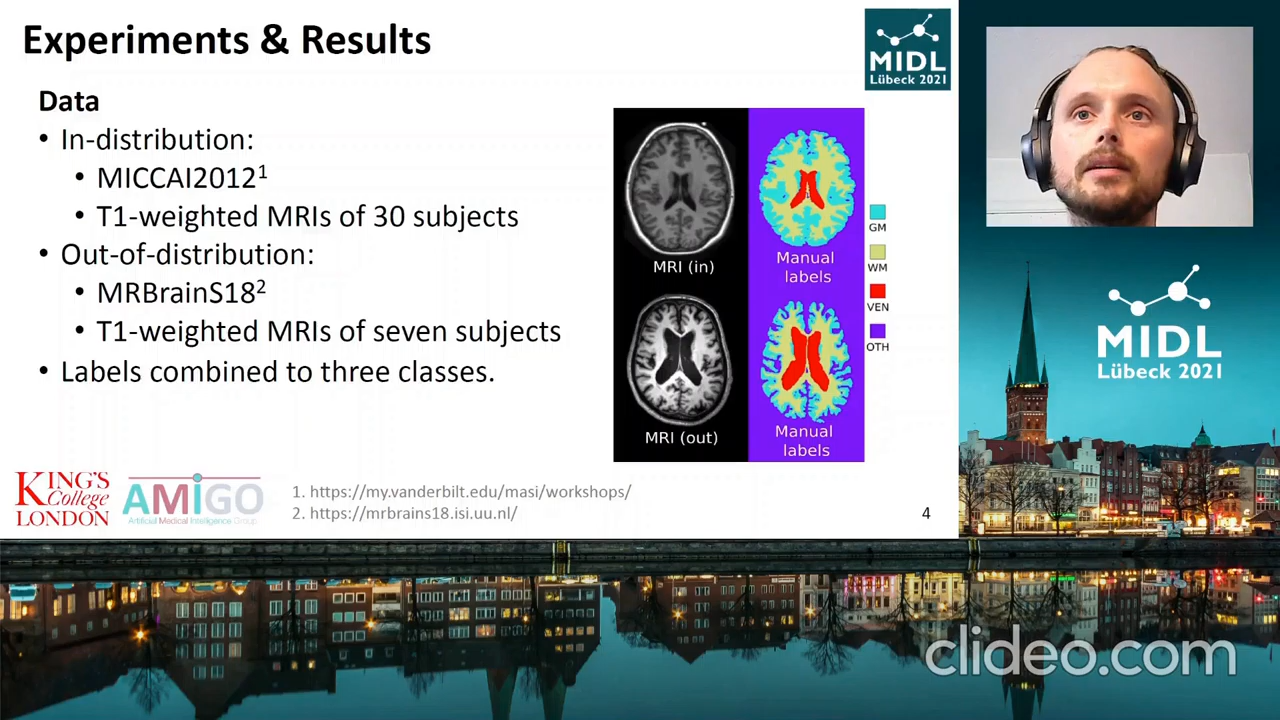 Experiments & Results
MIDL
Lübeck 2021
Data
• In-distribution:
• MICCAI2012¹
• T1-weighted MRIs of 30 subjects
• Out-of-distribution:
• MRBrainS18²
• T1-weighted MRIs of seven subjects
• Labels combined to three classes.
MRI (in)
Manual
labels
MRI (out)
Manual
labels
GM
WM
VEN
OTH
KING'S
College
LONDON
AMIGO
Artificial Medical Intelligence Group
1. https://my.vanderbilt.edu/masi/workshops/
2. https://mrbrains18.isi.uu.nl/
4
MIDL
Lübeck 2021
clideo.com